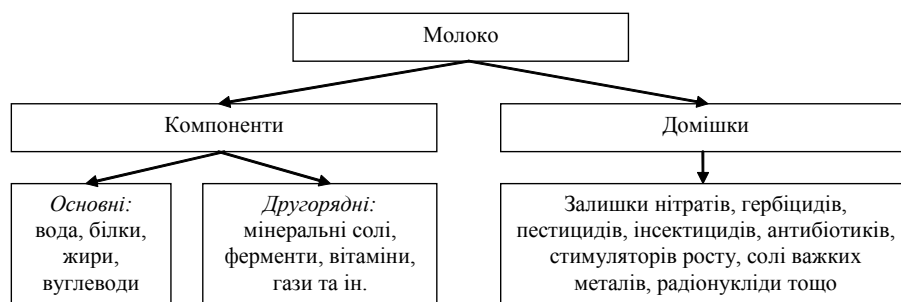 Молоко
Компоненти
Домішки
Основні:
вода, білки,
жири,
вуглеводи
Другорядні:
мінеральні солі,
ферменти, вітаміни,
гази та ін.
Залишки нітратів, гербіцидів,
пестицидів, інсектицидів, антибіотиків,
стимуляторів росту, солі важких
металів, радіонукліди тощо